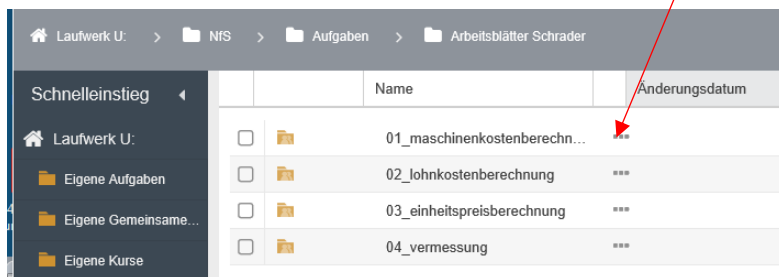 Laufwerk U: > NfS > Aufgaben > Arbeitsblätter Schrader
Schnelleinstieg
Name
Änderungsdatum
Laufwerk U:
01_maschinenkostenberechn...
Eigene Aufgaben
02_lohnkostenberechnung
Eigene Gemeinsame...
03_einheitspreisberechnung
Eigene Kurse
04_vermessung